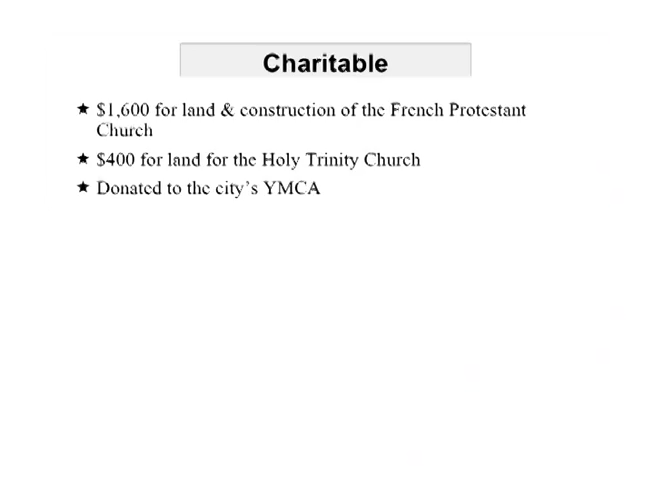 Charitable
★ $1,600 for land & construction of the French Protestant
Church
★ $400 for land for the Holy Trinity Church
★ Donated to the city's YMCA